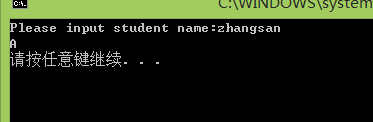 C:\WINDOWS\system
Please input student name:zhangsan
A
请按任意键继续. . .